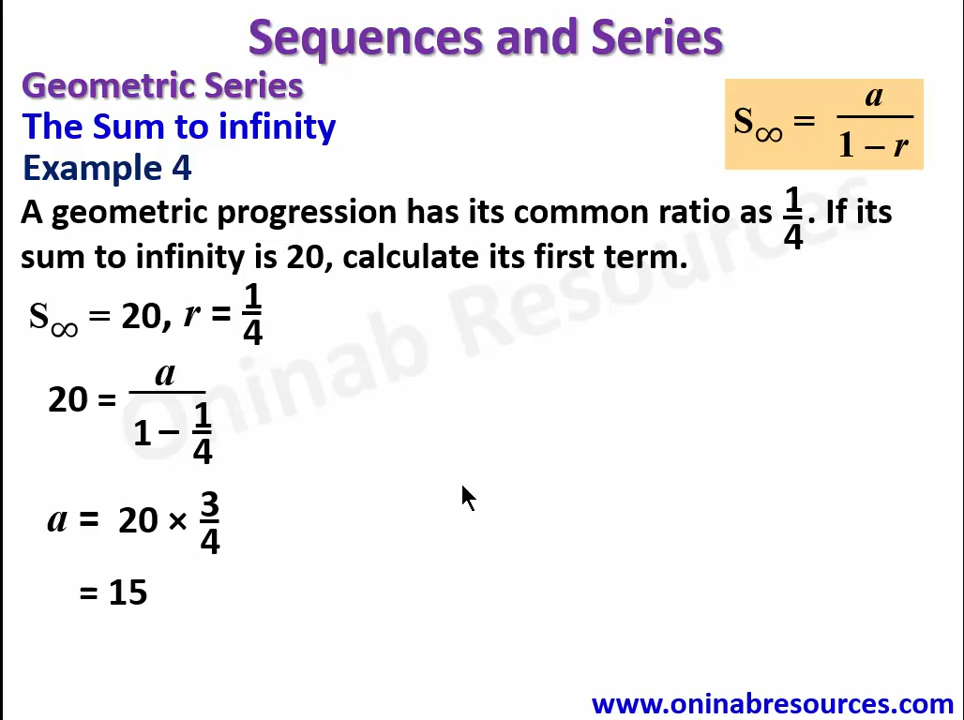 Sequences and Series
Geometric Series
The Sum to infinity
S∞ = a / (1 – r)
Example 4
A geometric progression has its common ratio as 1/4. If its
sum to infinity is 20, calculate its first term.
S∞ = 20, r = 1/4
20 = a / (1 – 1/4)
a = 20 × 3/4
= 15
Oninab Resources
www.oninabresources.com